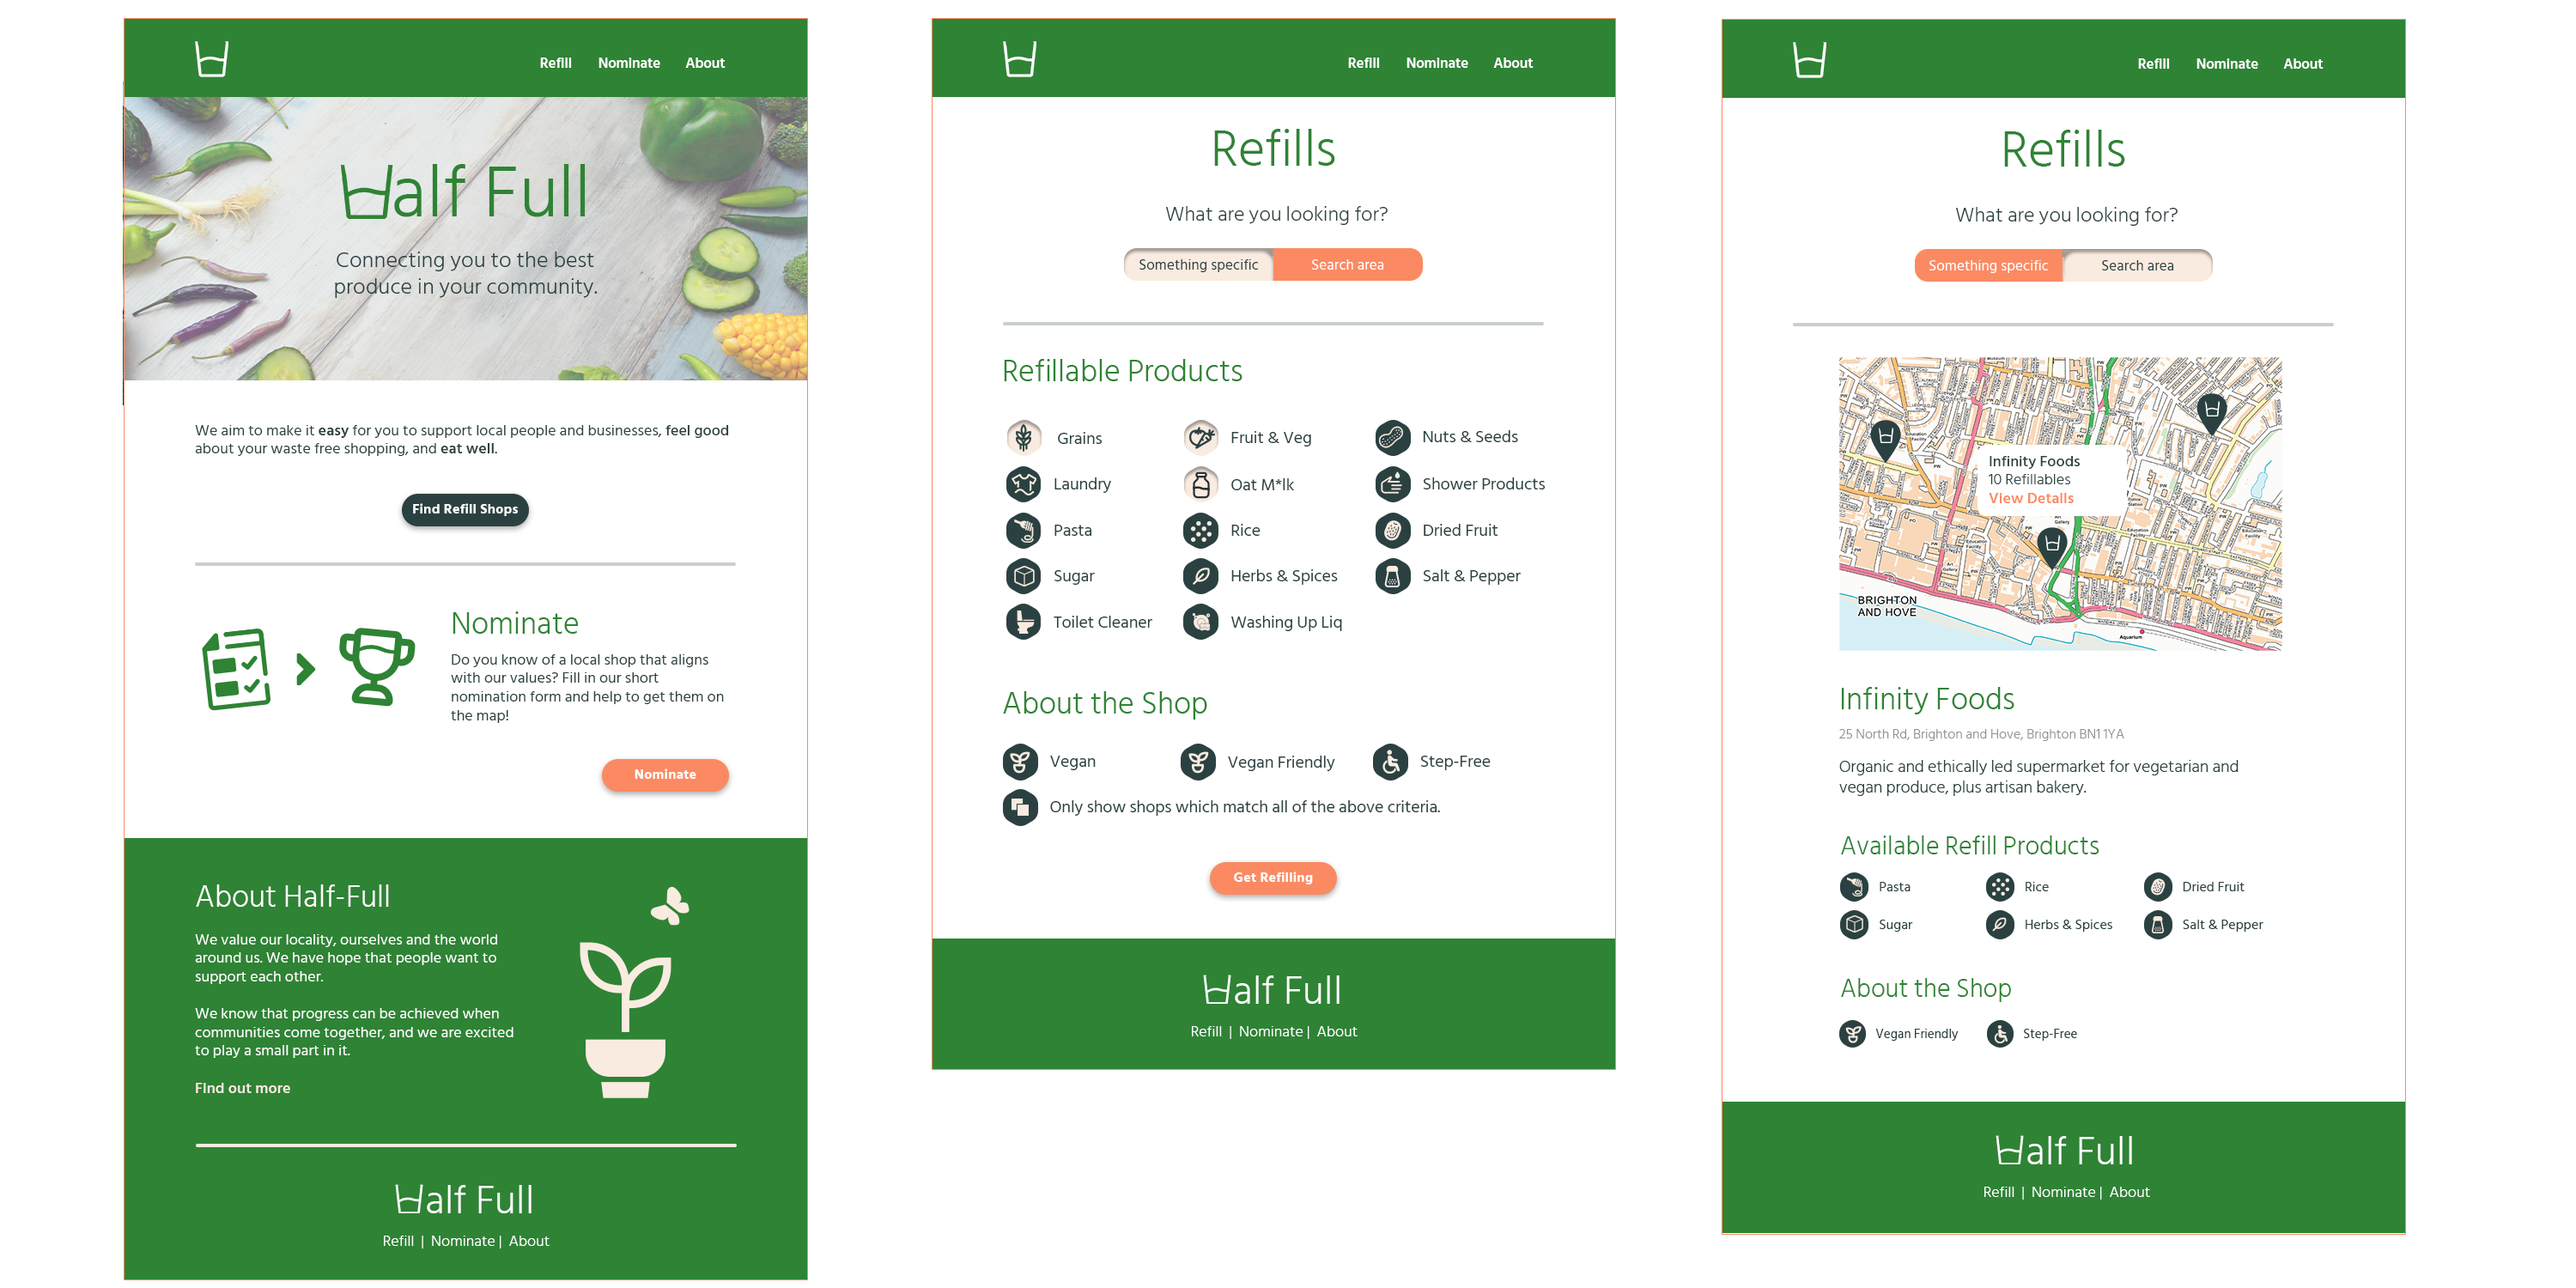 Refill Nominate About
Half Full
Connecting you to the best
produce in your community.
We aim to make it easy for you to support local people and businesses, feel good
about your waste free shopping, and eat well.
Find Refill Shops
Nominate
Do you know of a local shop that aligns
with our values? Fill in our short
nomination form and help to get them on
the map!
Nominate
About Half-Full
We value our locality, ourselves and the world
around us. We have hope that people want to
support each other.
We know that progress can be achieved when
communities come together, and we are excited
to play a small part in it.
Find out more
Half Full
Refill | Nominate | About
Refill Nominate About
Refills
What are you looking for?
Something specific Search area
Refillable Products
Grains Fruit & Veg Nuts & Seeds
Laundry Oat M*lk Shower Products
Pasta Rice Dried Fruit
Sugar Herbs & Spices Salt & Pepper
Toilet Cleaner Washing Up Liq
About the Shop
Vegan Vegan Friendly Step-Free
Only show shops which match all of the above criteria.
Get Refilling
Half Full
Refill | Nominate | About
Refill Nominate About
Refills
What are you looking for?
Something specific Search area
Infinity Foods
10 Refillables
View Details
BRIGHTON
AND HOVE
Aquarium
Infinity Foods
25 North Rd, Brighton and Hove, Brighton BN1 1YA
Organic and ethically led supermarket for vegetarian and
vegan produce, plus artisan bakery.
Available Refill Products
Pasta Rice Dried Fruit
Sugar Herbs & Spices Salt & Pepper
About the Shop
Vegan Friendly Step-Free
Half Full
Refill | Nominate | About